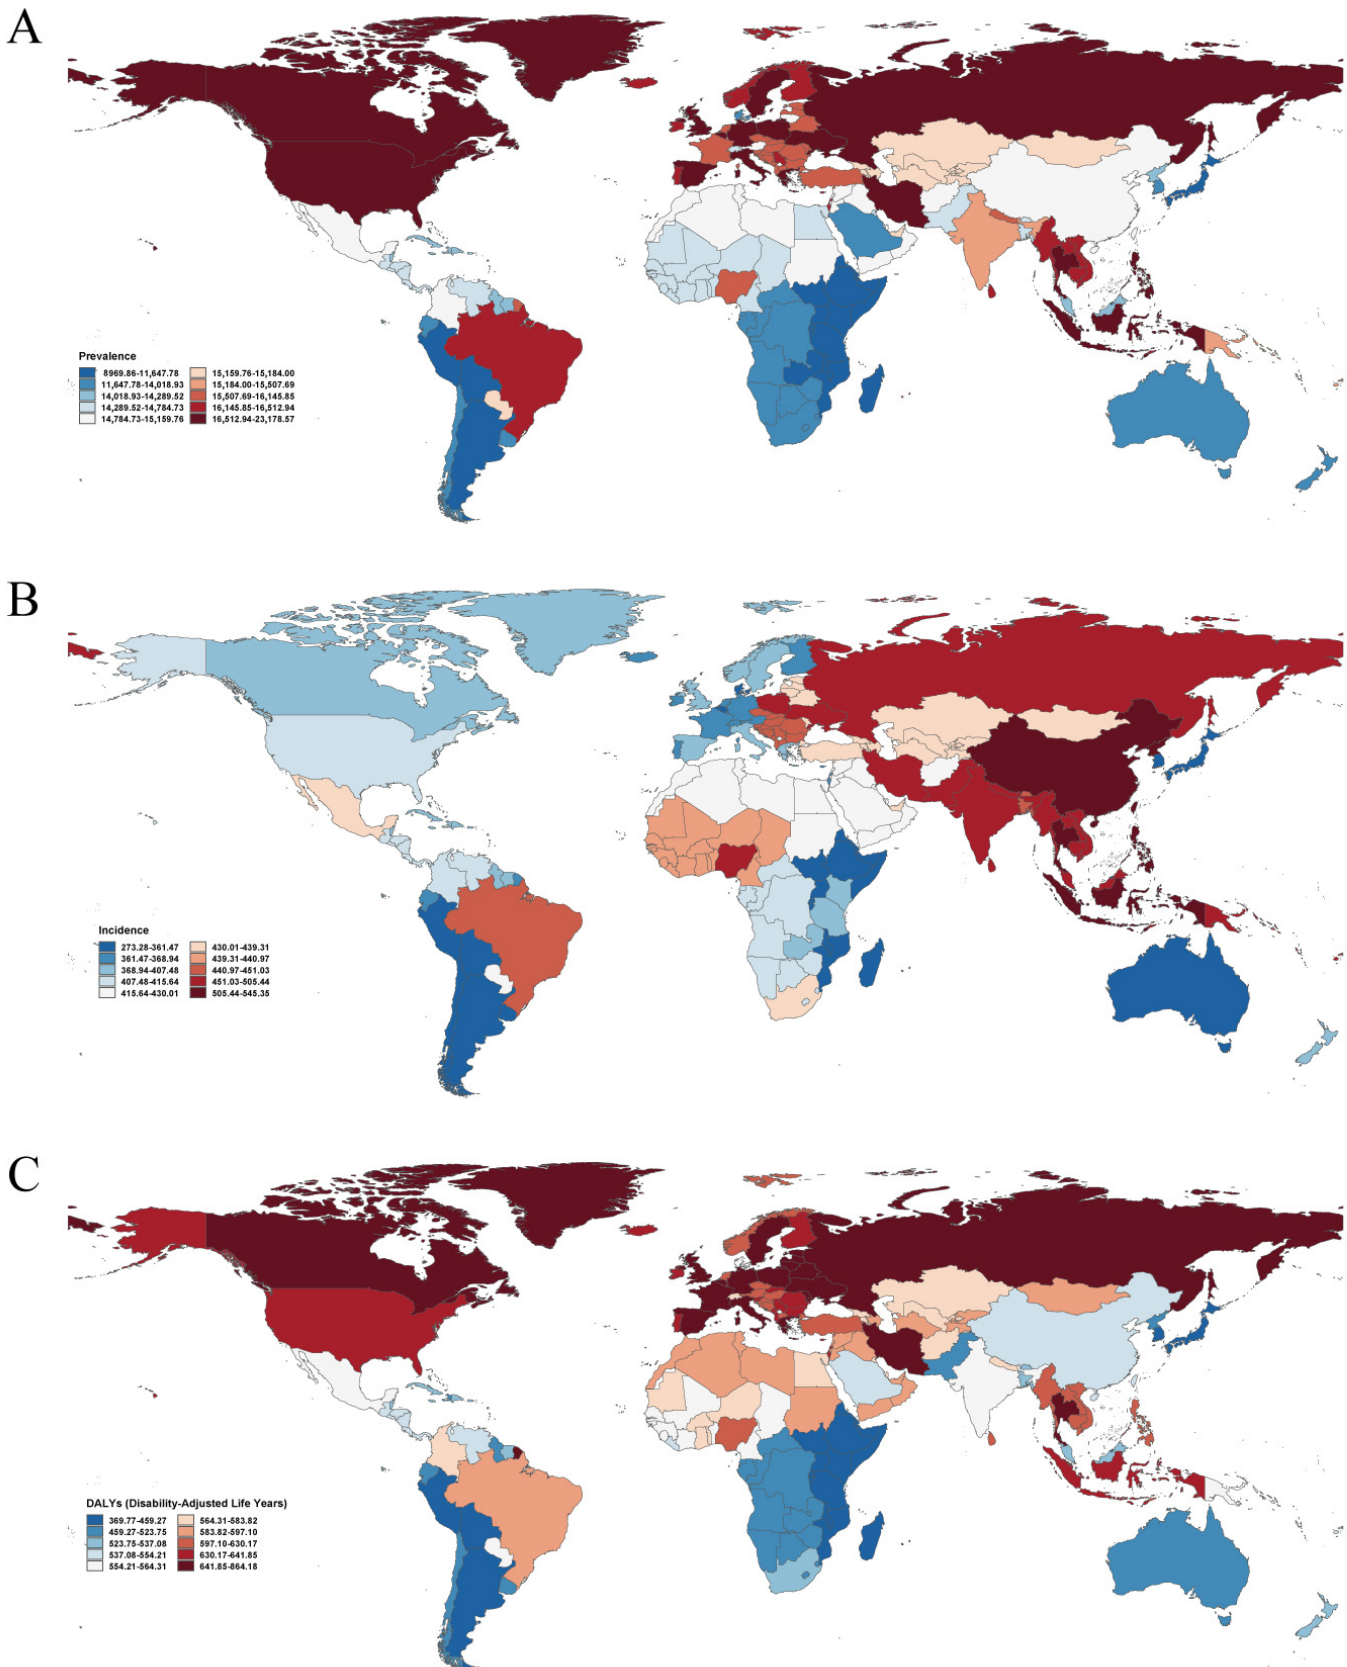 A
Prevalence
8969.86-11,647.78 15,159.76-15,184.00
11,647.78-14,018.93 15,184.00-15,507.69
14,018.93-14,289.52 15,507.69-16,145.85
14,289.52-14,784.73 16,145.85-16,512.94
14,784.73-15,159.76 16,512.94-23,178.57
B
Incidence
273.28-361.47 430.01-439.31
361.47-368.94 439.31-440.97
368.94-407.48 440.97-451.03
407.48-415.64 451.03-505.44
415.64-430.01 505.44-545.35
C
DALYs (Disability-Adjusted Life Years)
369.77-459.27 564.31-583.82
459.27-523.75 583.82-597.10
523.75-537.08 597.10-630.17
537.08-554.21 630.17-641.85
554.21-564.31 641.85-864.18